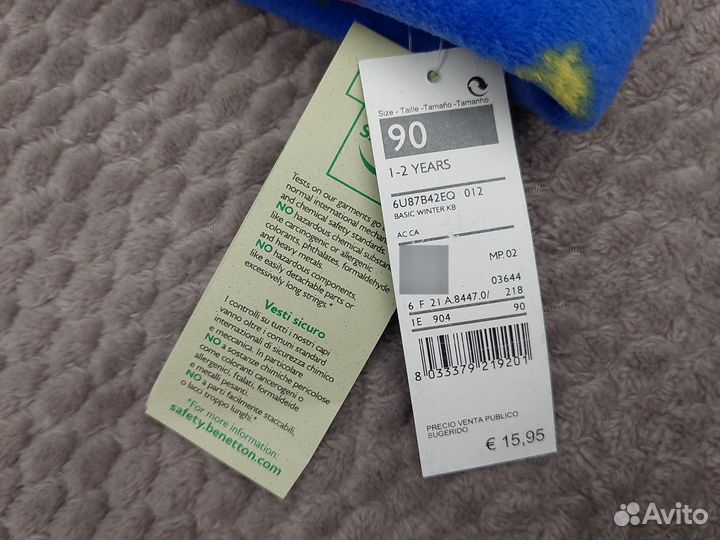 Tests on our garments go
normal international mechan
and chemical safety standards
NO hazardous chemical substan
like carcinogenic or allergenic
colorants, phthalates, formaldehyde
and heavy metals.
NO hazardous components,
like easily detachable parts or
excessively long strings.*
Vesti sicuro
I controlli su tutti i nostri capi
vanno oltre i comuni standard
internazionali di sicurezza chimico
e meccanica. In particolare
NO a sostanze chimiche pericolose
come coloranti cancerogeni o
allergenici, ftalati, formaldeide
e metalli pesanti.
NO a parti facilmente staccabili,
o lacci troppo lunghi.*
*For more information:
safety.benetton.com
Size - Taille -Tamaño -Tamanho
90
1-2 YEARS
6U87B42EQ 012
BASIC WINTER KB
AC CA
MP. 02
03644
6 F 21 A.8447.0/ 218
1E 904 90
8 033379 219201
PRECIO VENTA PUBLICO
SUGERIDO
€ 15,95
Avito